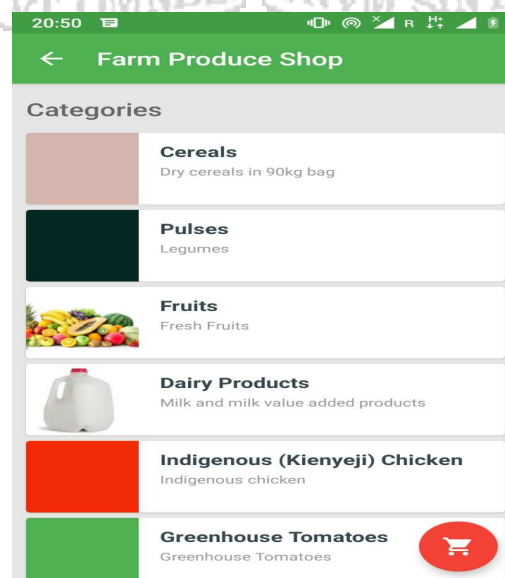 20:50
R H+
Farm Produce Shop
Categories
Cereals
Dry cereals in 90kg bag
Pulses
Legumes
Fruits
Fresh Fruits
Dairy Products
Milk and milk value added products
Indigenous (Kienyeji) Chicken
Indigenous chicken
Greenhouse Tomatoes
Greenhouse Tomatoes